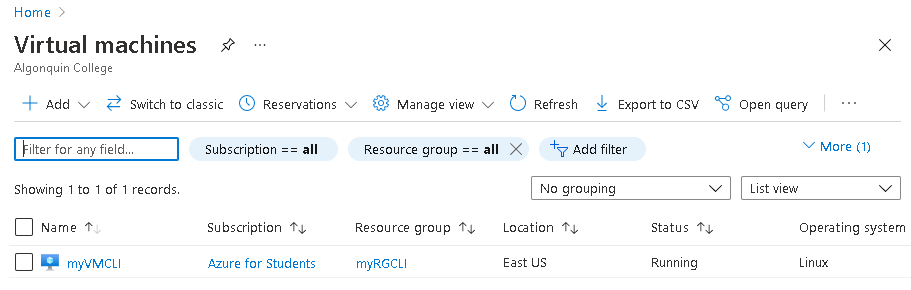 Home
Virtual machines
Algonquin College
Add Switch to classic Reservations Manage view Refresh Export to CSV Open query
Filter for any field... Subscription == all Resource group == all Add filter More (1)
Showing 1 to 1 of 1 records. No grouping List view
Name Subscription Resource group Location Status Operating system
myVMCLI Azure for Students myRGCLI East US Running Linux